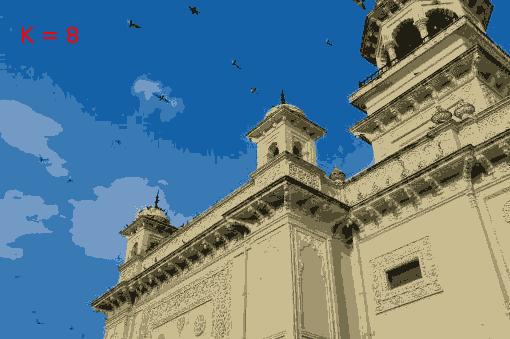 K = 8